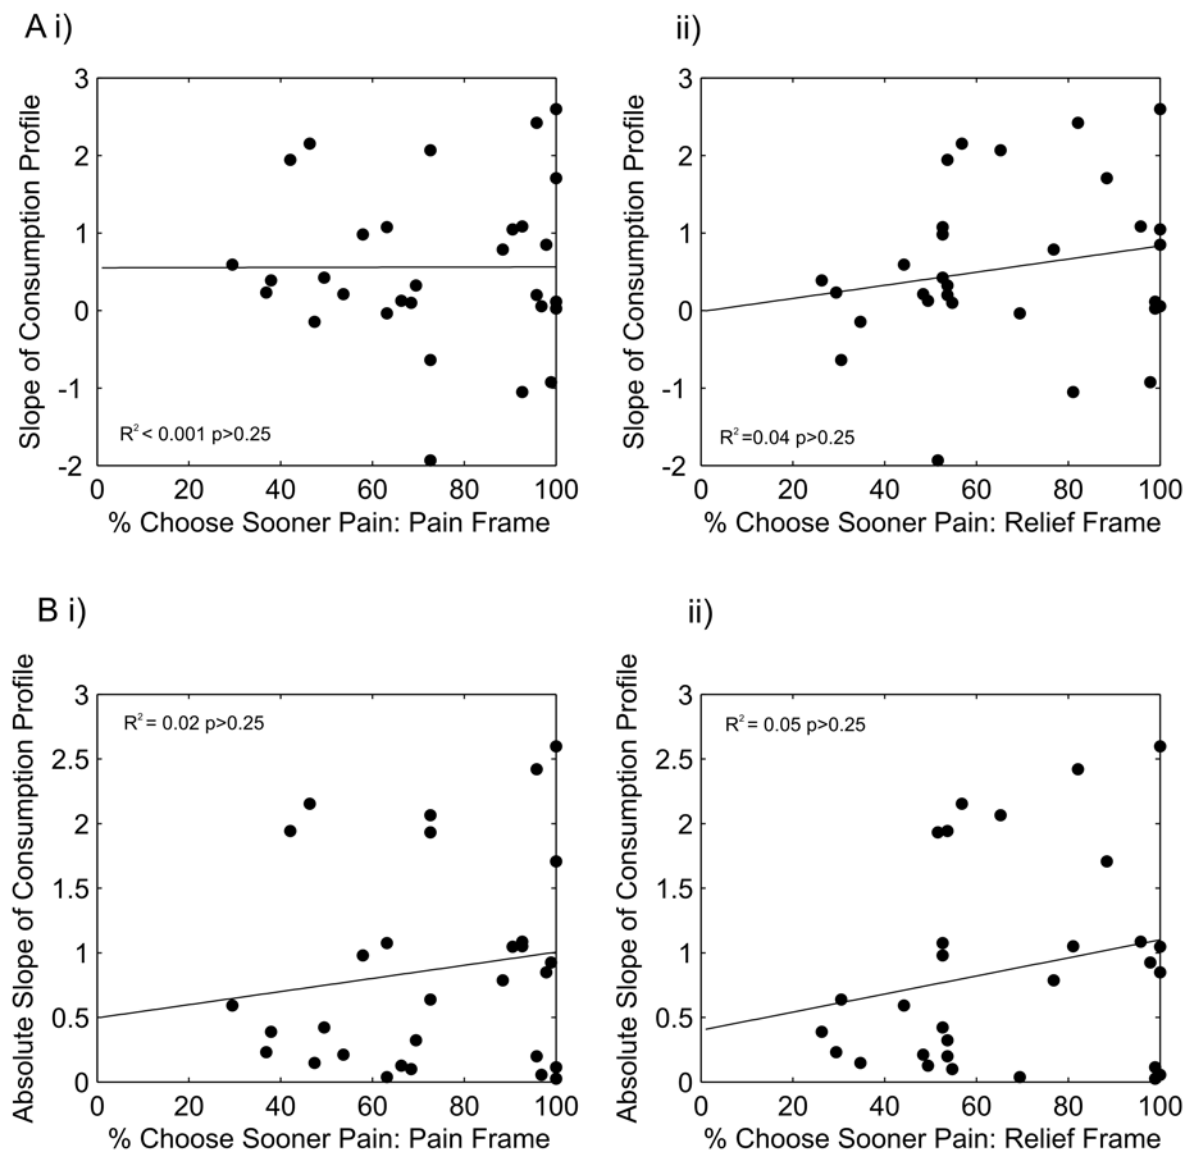 A i)
ii)
3
2
1
0
-1
-2
Slope of Consumption Profile
R² < 0.001 p>0.25
0 20 40 60 80 100
% Choose Sooner Pain: Pain Frame
3
2
1
0
-1
-2
Slope of Consumption Profile
R² =0.04 p>0.25
0 20 40 60 80 100
% Choose Sooner Pain: Relief Frame
B i)
ii)
3
2.5
2
1.5
1
0.5
0
Absolute Slope of Consumption Profile
R² = 0.02 p>0.25
0 20 40 60 80 100
% Choose Sooner Pain: Pain Frame
3
2.5
2
1.5
1
0.5
0
Absolute Slope of Consumption Profile
R² = 0.05 p>0.25
0 20 40 60 80 100
% Choose Sooner Pain: Relief Frame